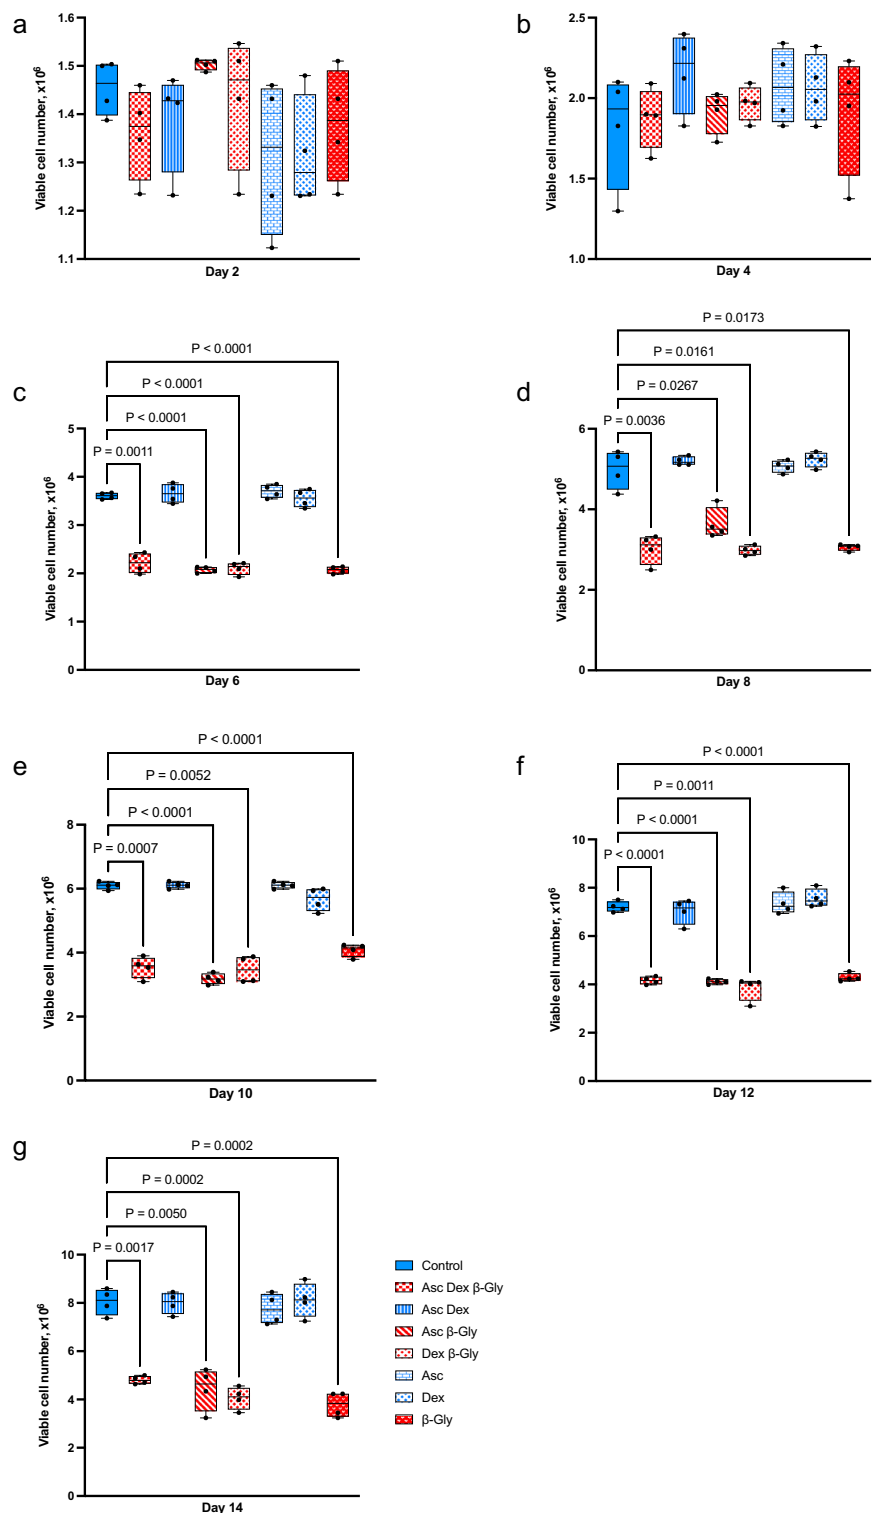 a
Viable cell number, x10⁶
1.6
1.5
1.4
1.3
1.2
1.1
Day 2
b
Viable cell number, x10⁶
2.5
2.0
1.5
1.0
Day 4
c
P < 0.0001
P < 0.0001
P < 0.0001
P = 0.0011
Viable cell number, x10⁶
5
4
3
2
1
0
Day 6
d
P = 0.0173
P = 0.0161
P = 0.0267
P = 0.0036
Viable cell number, x10⁶
6
4
2
0
Day 8
e
P < 0.0001
P = 0.0052
P < 0.0001
P = 0.0007
Viable cell number, x10⁶
8
6
4
2
0
Day 10
f
P < 0.0001
P = 0.0011
P < 0.0001
P < 0.0001
Viable cell number, x10⁶
10
8
6
4
2
0
Day 12
g
P = 0.0002
P = 0.0002
P = 0.0050
P = 0.0017
Viable cell number, x10⁶
10
8
6
4
2
0
Day 14
Control
Asc Dex β-Gly
Asc Dex
Asc β-Gly
Dex β-Gly
Asc
Dex
β-Gly